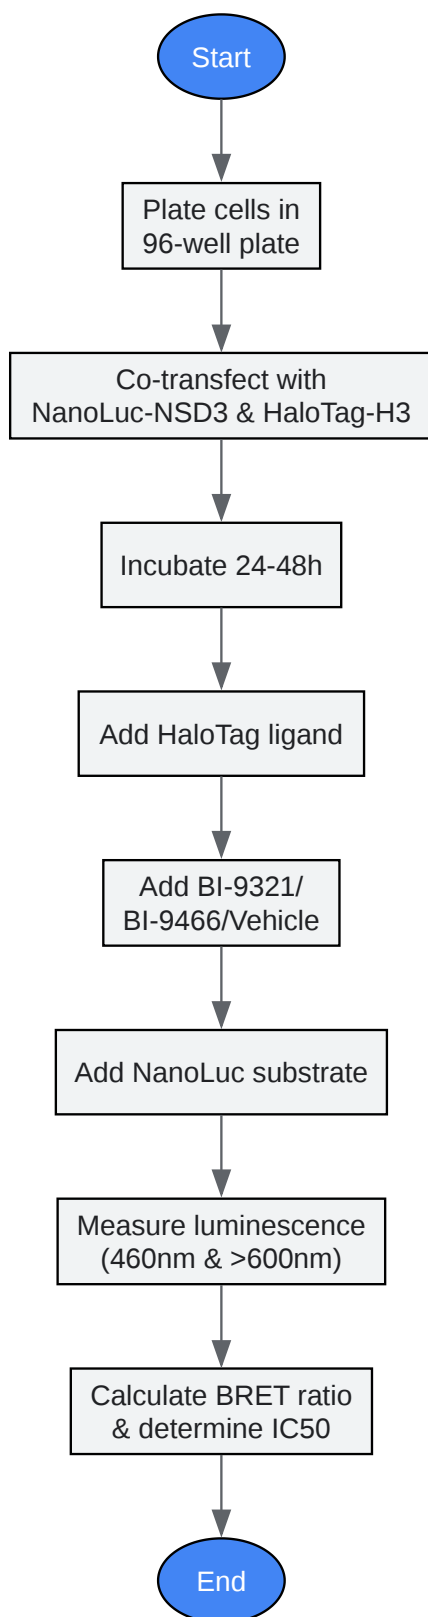 Start
Plate cells in
96-well plate
Co-transfect with
NanoLuc-NSD3 & HaloTag-H3
Incubate 24-48h
Add HaloTag ligand
Add BI-9321/
BI-9466/Vehicle
Add NanoLuc substrate
Measure luminescence
(460nm & >600nm)
Calculate BRET ratio
& determine IC50
End